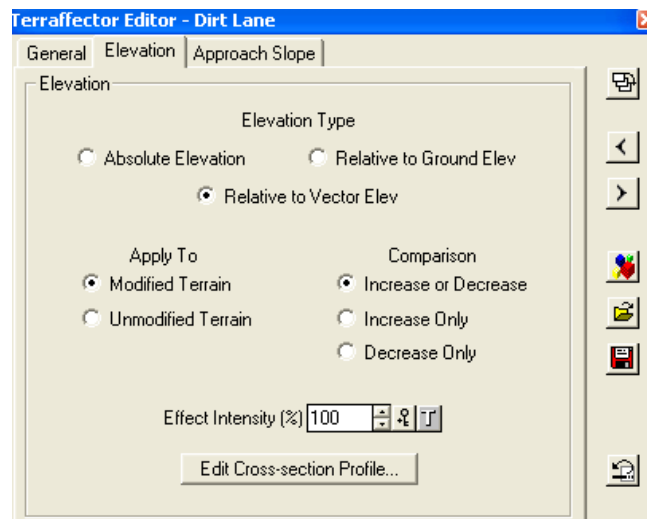 Terraffector Editor - Dirt Lane
General Elevation Approach Slope
Elevation
Elevation Type
Absolute Elevation Relative to Ground Elev
Relative to Vector Elev
Apply To Comparison
Modified Terrain Increase or Decrease
Unmodified Terrain Increase Only
Decrease Only
Effect Intensity (%) 100
Edit Cross-section Profile...